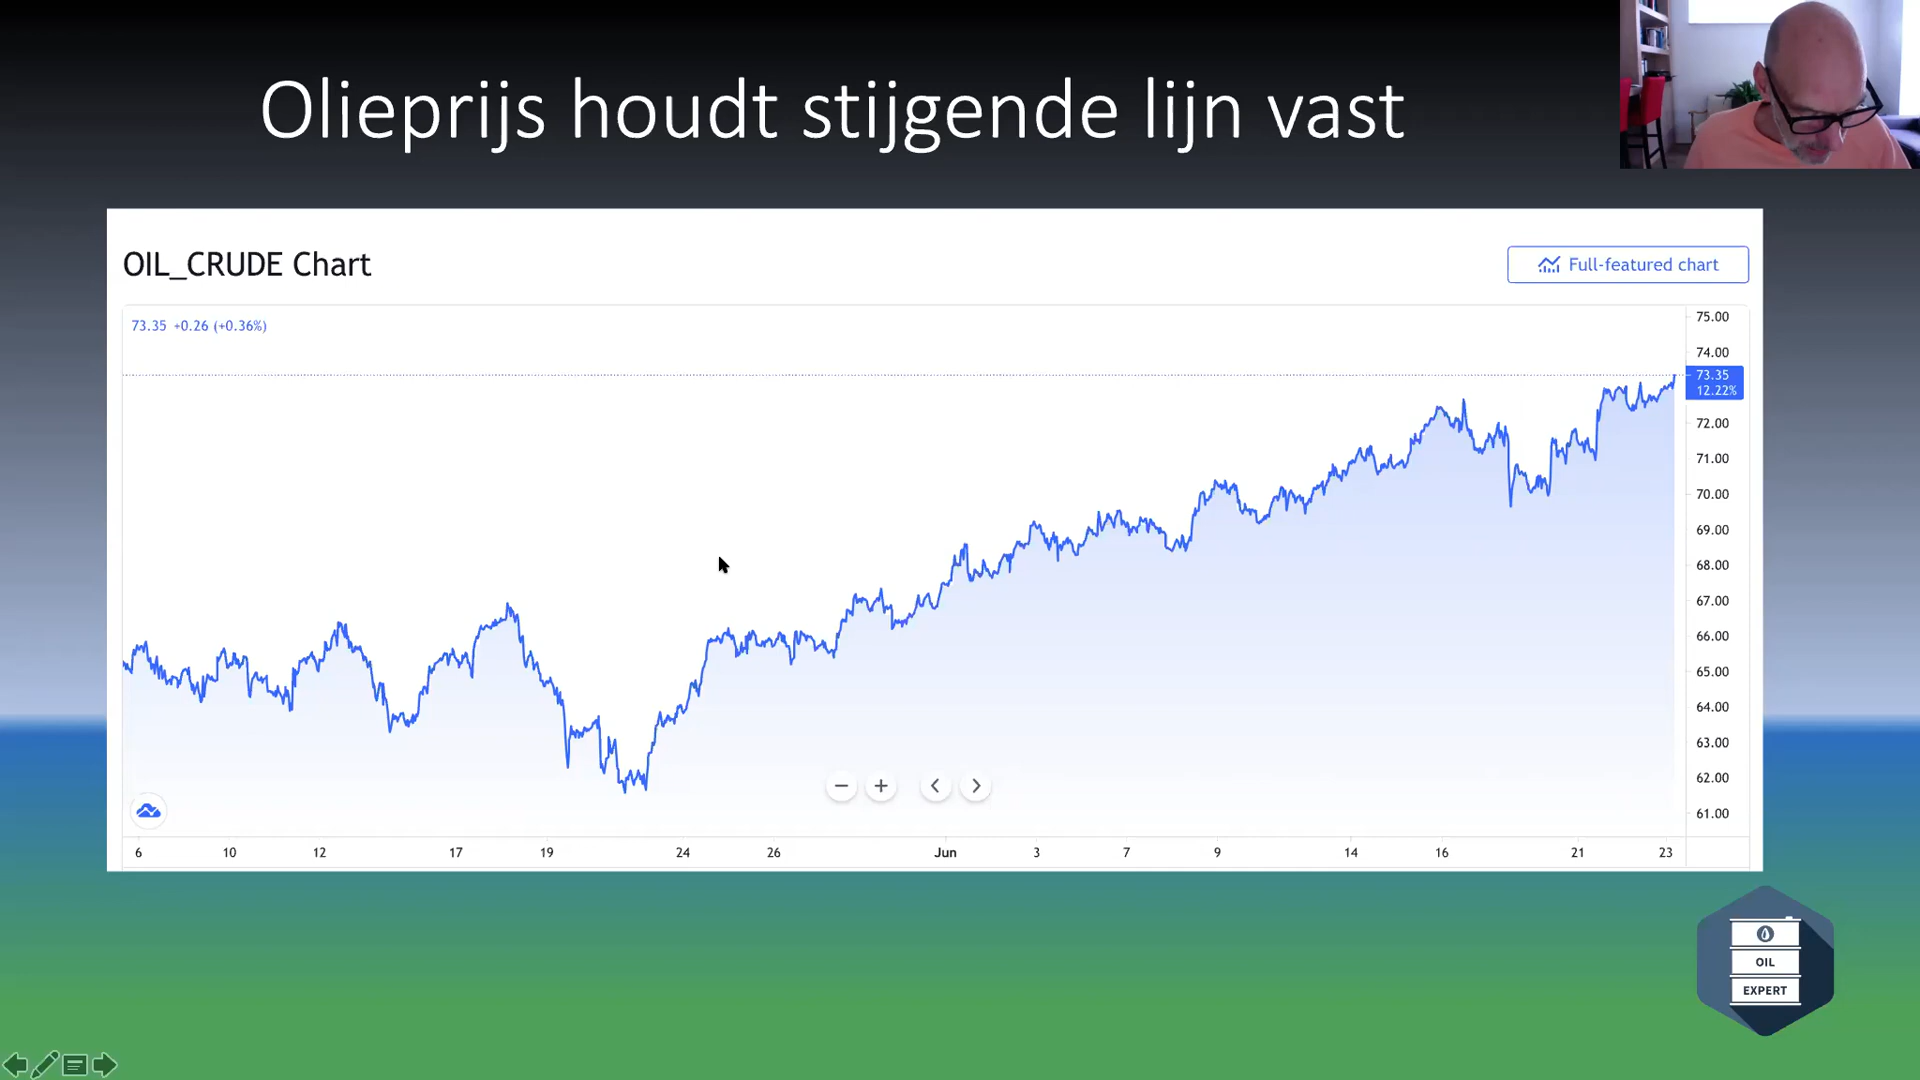 Olieprijs houdt stijgende lijn vast
OIL_CRUDE Chart
Full-featured chart
73.35 +0.26 (+0.36%)
75.00
74.00
73.35
12.22%
72.00
71.00
70.00
69.00
68.00
67.00
66.00
65.00
64.00
63.00
62.00
61.00
6 10 12 17 19 24 26 Jun 3 7 9 14 16 21 23
OIL
EXPERT